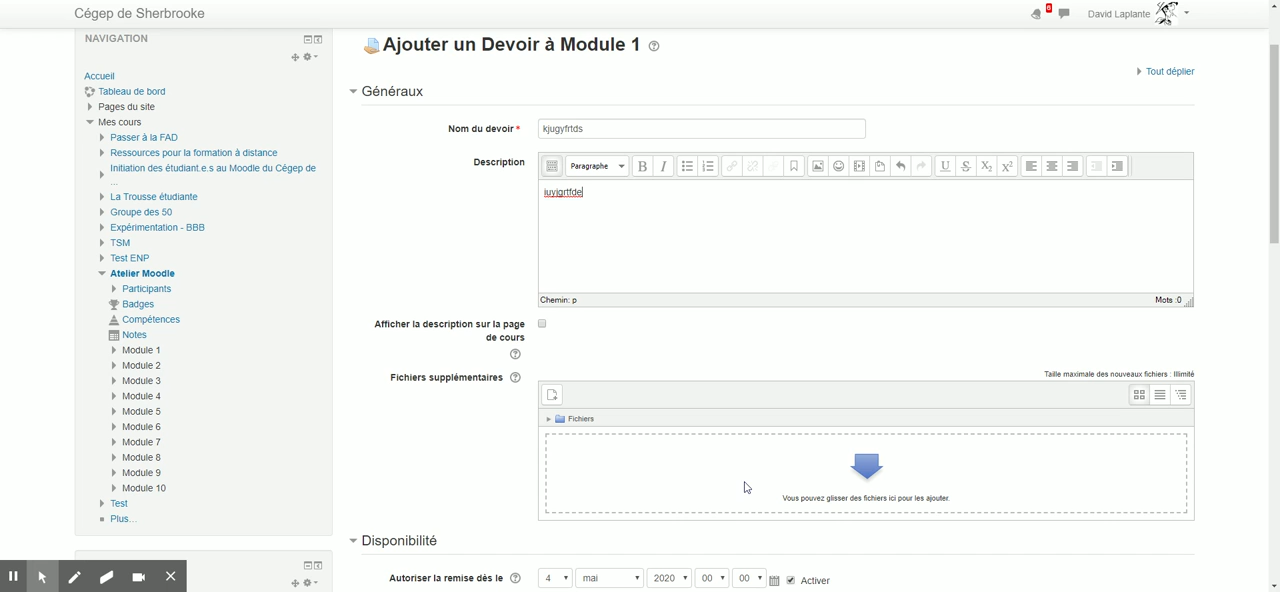 Cégep de Sherbrooke
6
David Laplante
NAVIGATION
Accueil
Tableau de bord
Pages du site
Mes cours
Passer à la FAD
Ressources pour la formation à distance
Initiation des étudiant.e.s au Moodle du Cégep de
...
La Trousse étudiante
Groupe des 50
Expérimentation - BBB
TSM
Test ENP
Atelier Moodle
Participants
Badges
Compétences
Notes
Module 1
Module 2
Module 3
Module 4
Module 5
Module 6
Module 7
Module 8
Module 9
Module 10
Test
Plus...
Ajouter un Devoir à Module 1
Tout déplier
Généraux
Nom du devoir*
kjugyfrtds
Description
Paragraphe B I U S X2 X2
iuyjgrtfde
Chemin: p
Mots :0
Afficher la description sur la page
de cours
Fichiers supplémentaires
Taille maximale des nouveaux fichiers : Illimité
Fichiers
Vous pouvez glisser des fichiers ici pour les ajouter.
Disponibilité
Autoriser la remise dès le 4 mai 2020 00 00 Activer